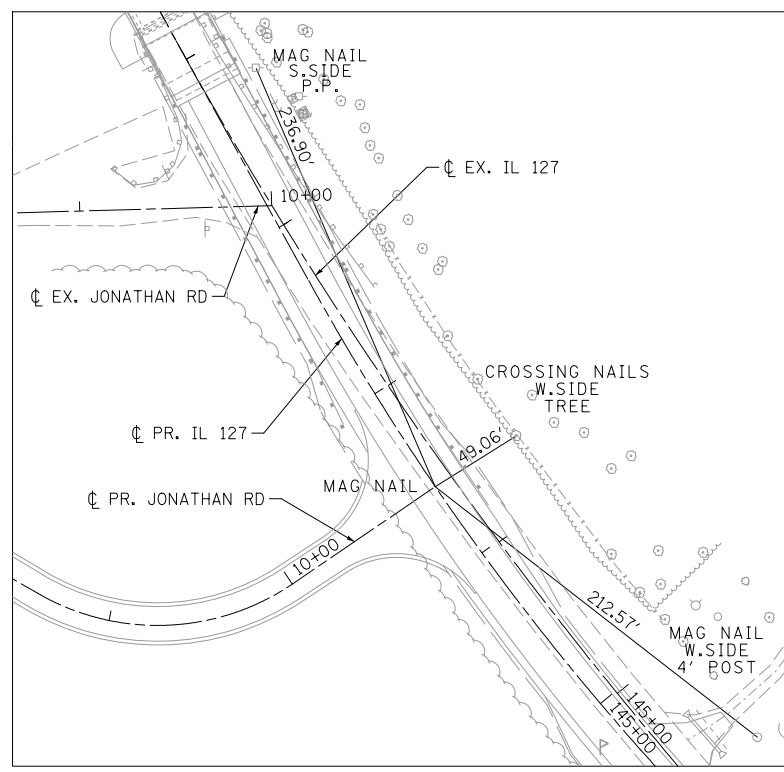 MAG NAIL
S.SIDE
P.P.
236.90'
℄ EX. IL 127
10+00
℄ EX. JONATHAN RD
CROSSING NAILS
W.SIDE
TREE
℄ PR. IL 127
49.06'
MAG NAIL
℄ PR. JONATHAN RD
10+00
212.57'
MAG NAIL
W.SIDE
4' POST
145+00
145+00